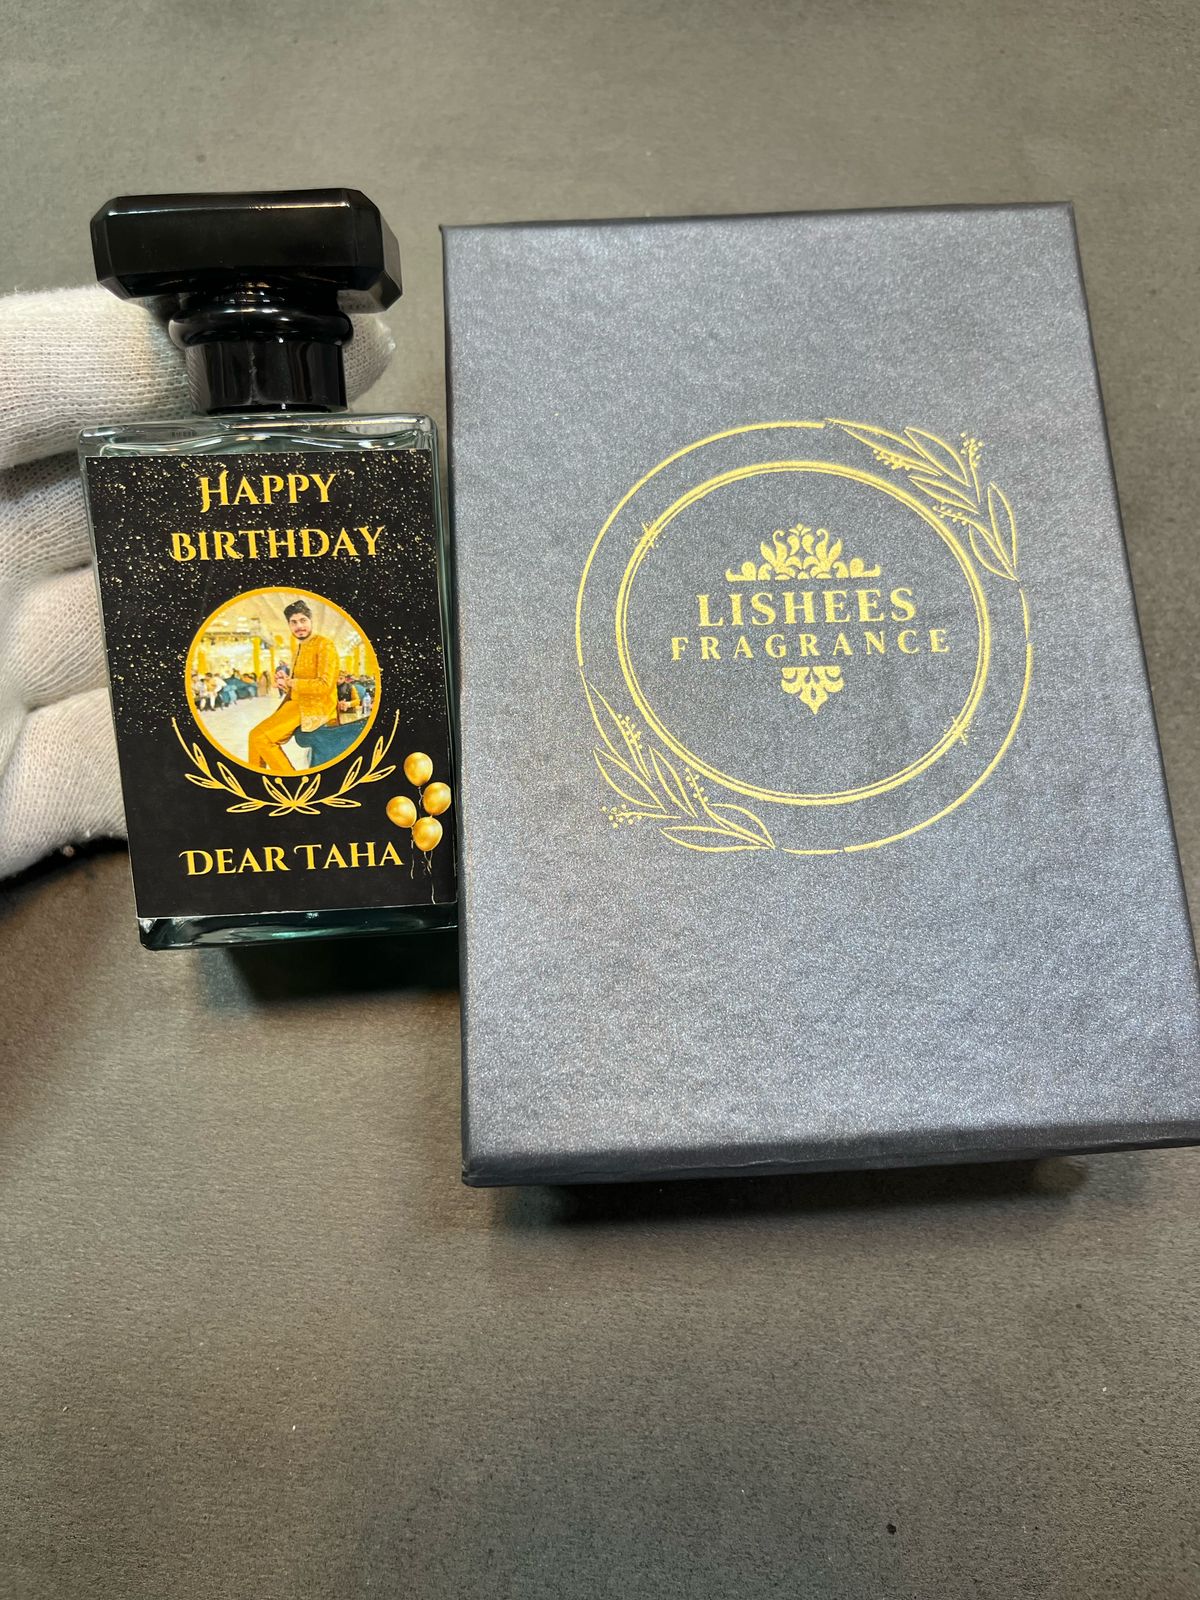 HAPPY
BIRTHDAY
DEAR TAHA
LISHEES
FRAGRANCE